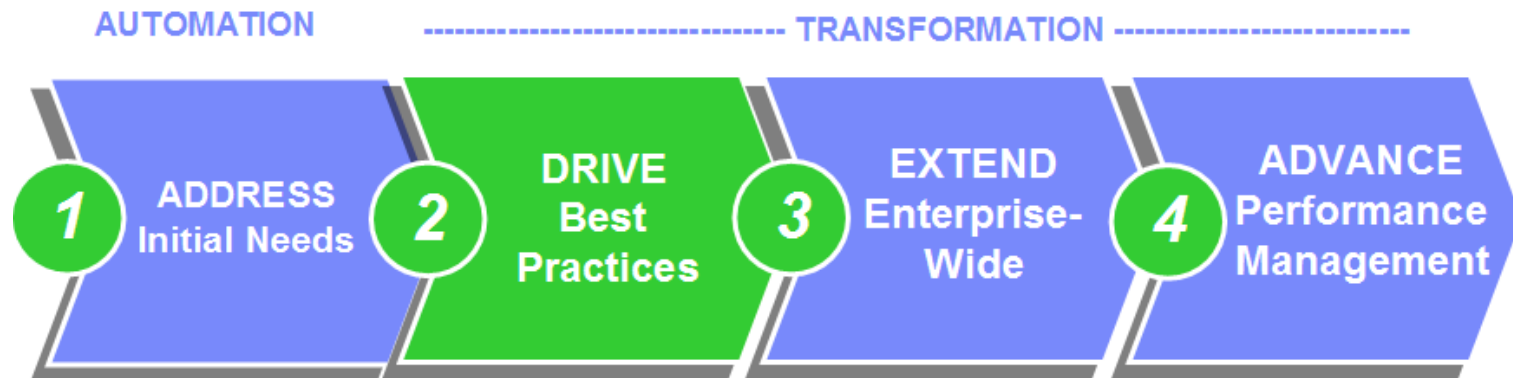 AUTOMATION
-------------------------------- TRANSFORMATION --------------------------
1
ADDRESS
Initial Needs
2
DRIVE
Best
Practices
3
EXTEND
Enterprise-
Wide
4
ADVANCE
Performance
Management